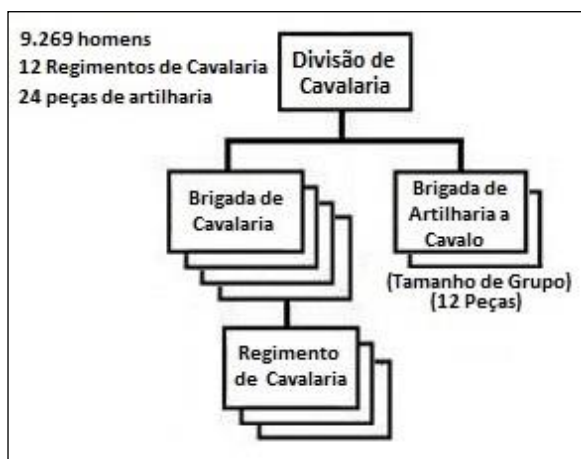 9.269 homens
12 Regimentos de Cavalaria
24 peças de artilharia
Divisão de
Cavalaria
Brigada de
Cavalaria
Brigada de
Artilharia a
Cavalo
(Tamanho de Grupo)
(12 Peças)
Regimento
de Cavalaria